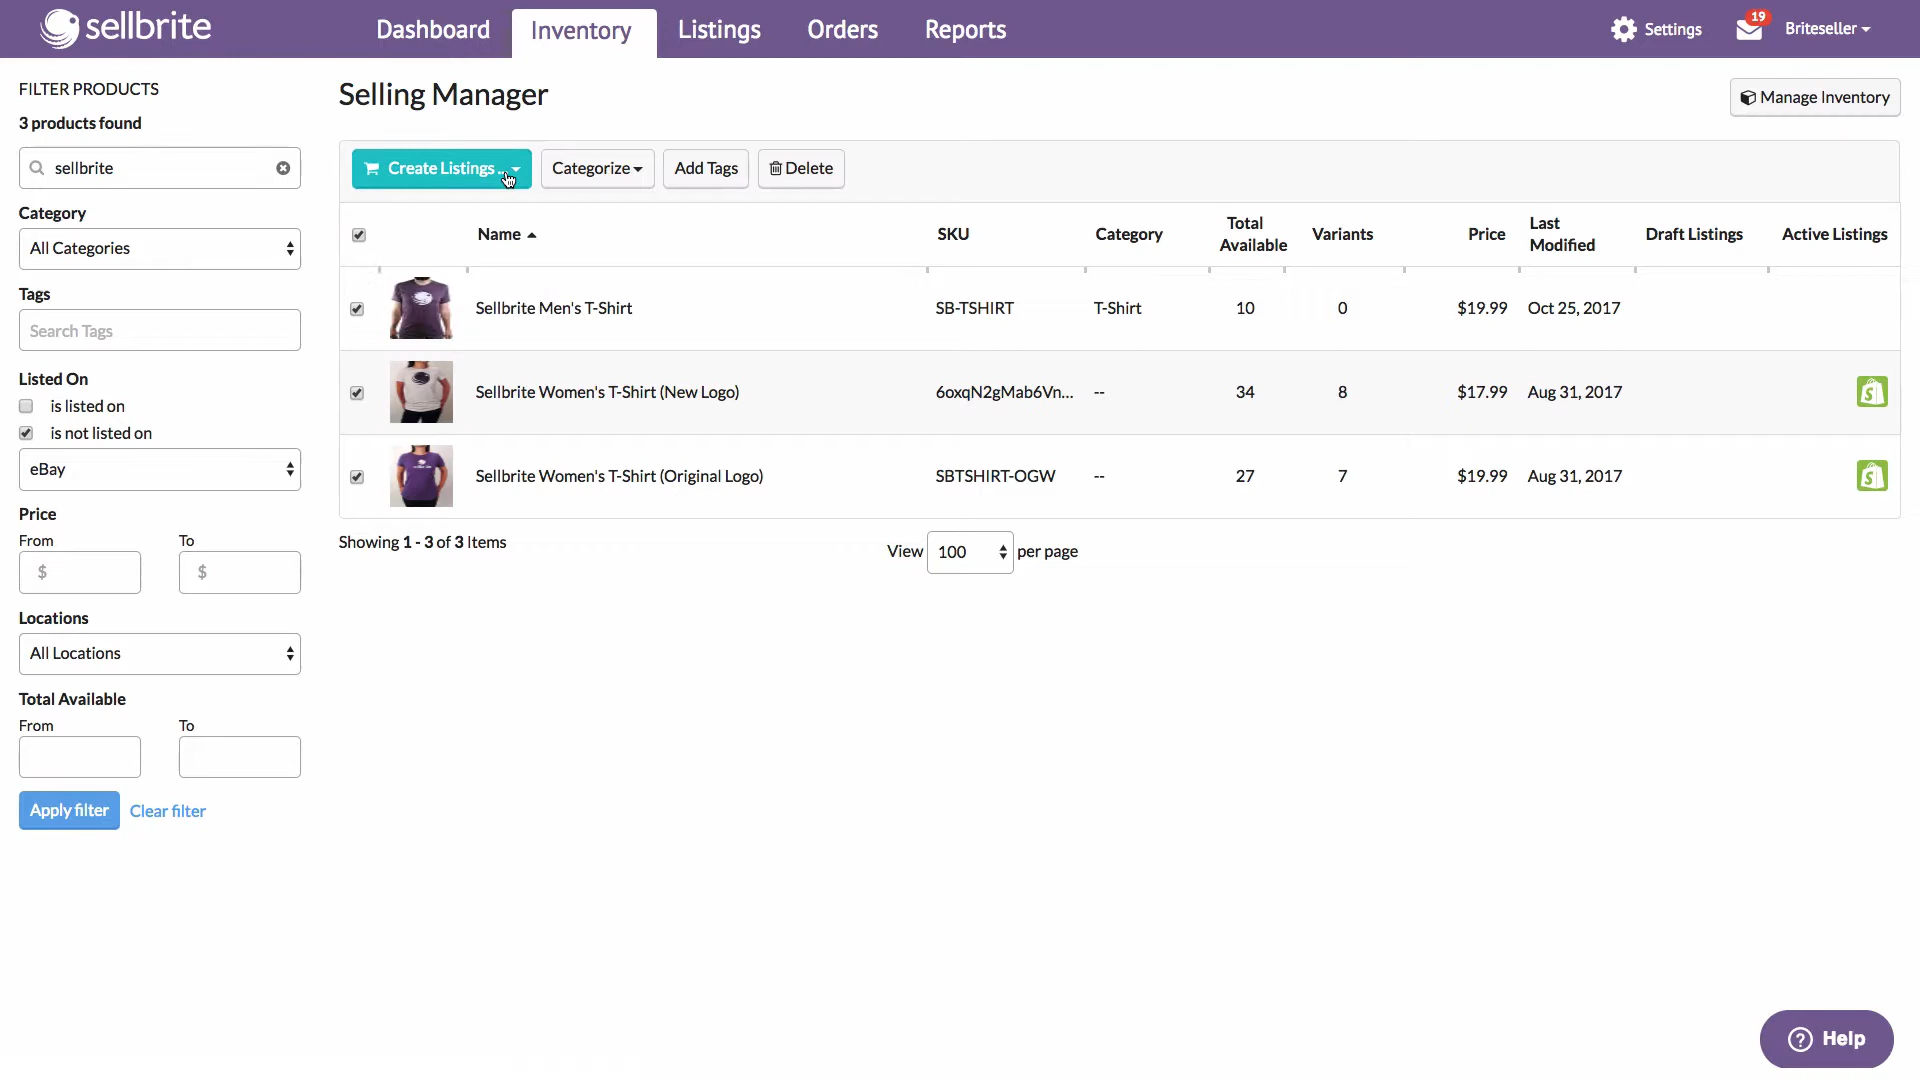 sellbrite
Dashboard
Inventory
Listings
Orders
Reports
Settings
19
Briteseller
FILTER PRODUCTS
3 products found
sellbrite
Category
All Categories
Tags
Search Tags
Listed On
is listed on
is not listed on
eBay
Price
From To
$ $
Locations
All Locations
Total Available
From To
Apply filter Clear filter
Selling Manager
Manage Inventory
Create Listings ... Categorize Add Tags Delete
Name SKU Category Total Available Variants Price Last Modified Draft Listings Active Listings
Sellbrite Men's T-Shirt SB-TSHIRT T-Shirt 10 0 $19.99 Oct 25, 2017
Sellbrite Women's T-Shirt (New Logo) 6oxqN2gMab6Vn... -- 34 8 $17.99 Aug 31, 2017
Sellbrite Women's T-Shirt (Original Logo) SBTSHIRT-OGW -- 27 7 $19.99 Aug 31, 2017
Showing 1 - 3 of 3 Items
View 100 per page
? Help